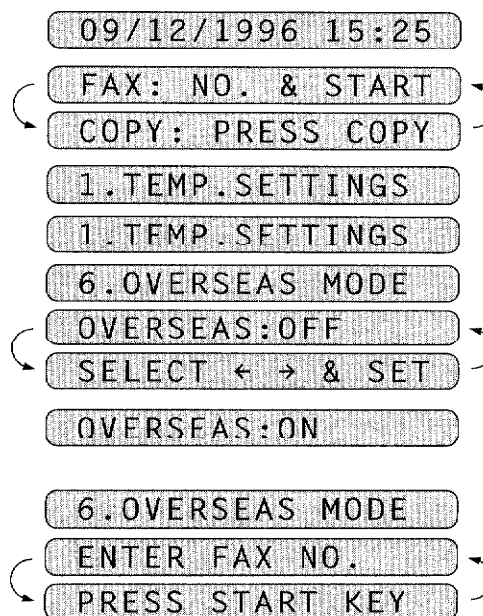 09/12/1996 15:25
FAX: NO. & START
COPY: PRESS COPY
1.TEMP.SETTINGS
1.TEMP.SETTINGS
6.OVERSEAS MODE
OVERSEAS:OFF
SELECT ← → & SET
OVERSEAS:ON
6.OVERSEAS MODE
ENTER FAX NO.
PRESS START KEY